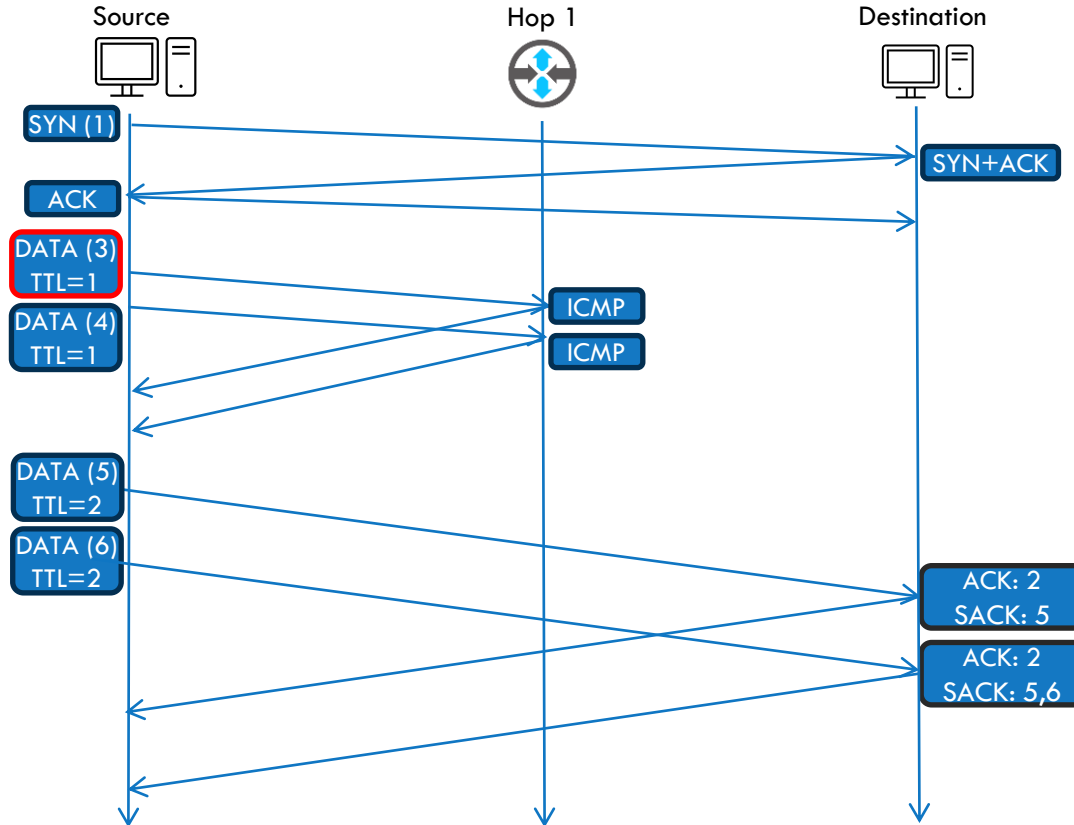 Source
Hop 1
Destination
SYN (1)
SYN+ACK
ACK
DATA (3)
TTL=1
ICMP
DATA (4)
TTL=1
ICMP
DATA (5)
TTL=2
DATA (6)
TTL=2
ACK: 2
SACK: 5
ACK: 2
SACK: 5,6